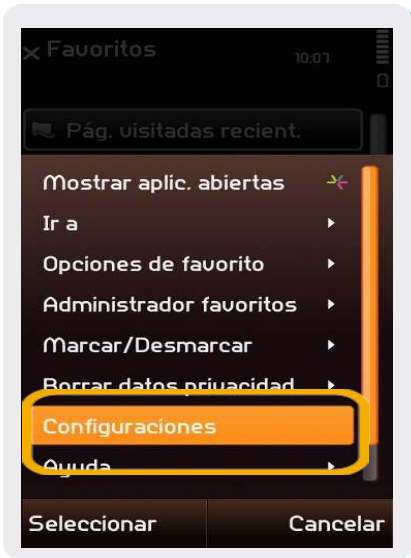 Favoritos
10:07
Pág. visitadas recient.
Mostrar aplic. abiertas
Ir a
Opciones de favorito
Administrador favoritos
Marcar/Desmarcar
Borrar datos privacidad
Configuraciones
Ayuda
Seleccionar Cancelar